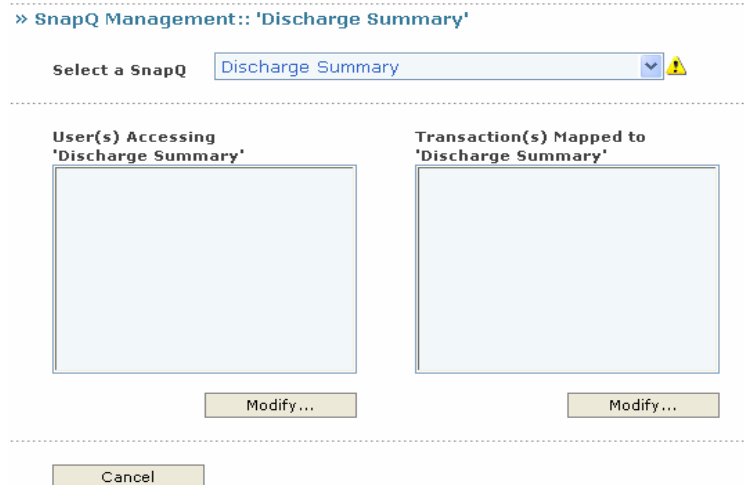 » SnapQ Management:: 'Discharge Summary'
Select a SnapQ Discharge Summary
User(s) Accessing
'Discharge Summary'
Transaction(s) Mapped to
'Discharge Summary'
Modify... Modify...
Cancel